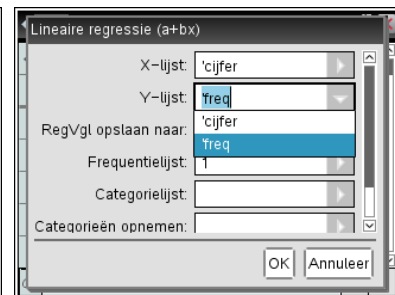 Lineaire regressie (a+bx)
X-lijst: 'cijfer
Y-lijst: 'freq
'cijfer
RegVgl opslaan naar:
'freq
Frequentielijst: 1
Categorielijst:
Categorieën opnemen:
OK Annuleer